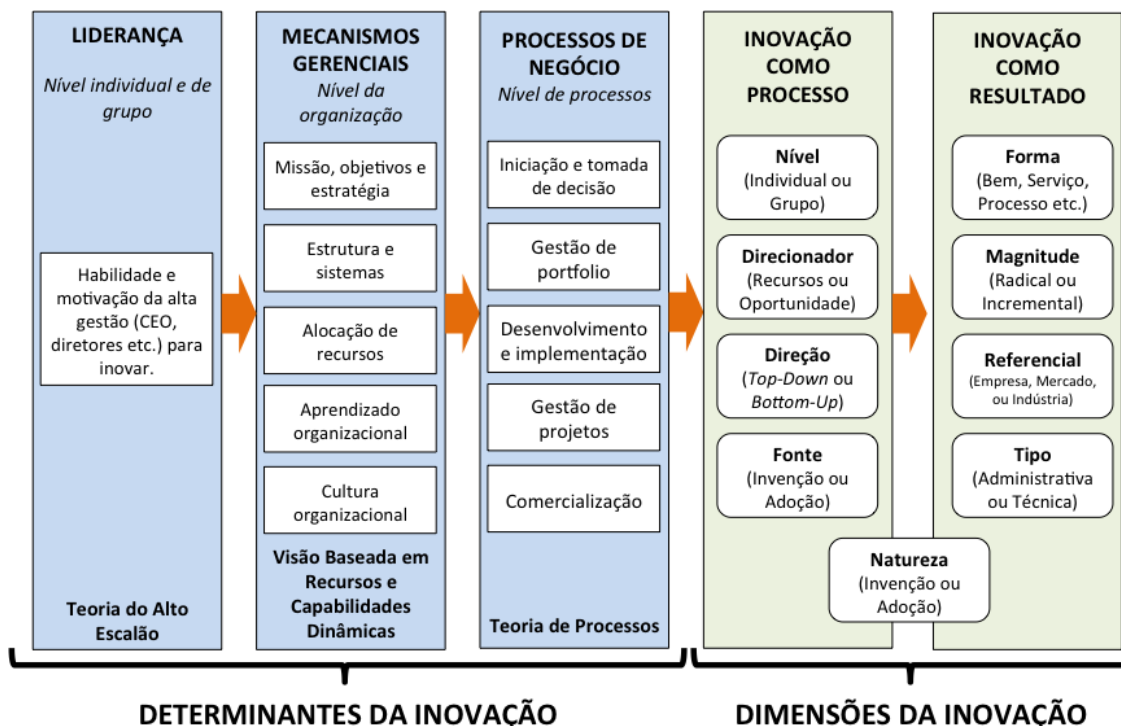 LIDERANÇA
Nível individual e de
grupo
Habilidade e
motivação da alta
gestão (CEO,
diretores etc.) para
inovar.
Teoria do Alto
Escalão
MECANISMOS
GERENCIAIS
Nível da
organização
Missão, objetivos e
estratégia
Estrutura e
sistemas
Alocação de
recursos
Aprendizado
organizacional
Cultura
organizacional
Visão Baseada em
Recursos e
Capabilidades
Dinâmicas
PROCESSOS DE
NEGÓCIO
Nível de processos
Iniciação e tomada
de decisão
Gestão de
portfolio
Desenvolvimento
e implementação
Gestão de
projetos
Comercialização
Teoria de Processos
INOVAÇÃO
COMO
PROCESSO
Nível
(Individual ou
Grupo)
Direcionador
(Recursos ou
Oportunidade)
Direção
(Top-Down ou
Bottom-Up)
Fonte
(Invenção ou
Adoção)
INOVAÇÃO
COMO
RESULTADO
Forma
(Bem, Serviço,
Processo etc.)
Magnitude
(Radical ou
Incremental)
Referencial
(Empresa, Mercado,
ou Indústria)
Tipo
(Administrativa
ou Técnica)
Natureza
(Invenção ou
Adoção)
DETERMINANTES DA INOVAÇÃO
DIMENSÕES DA INOVAÇÃO